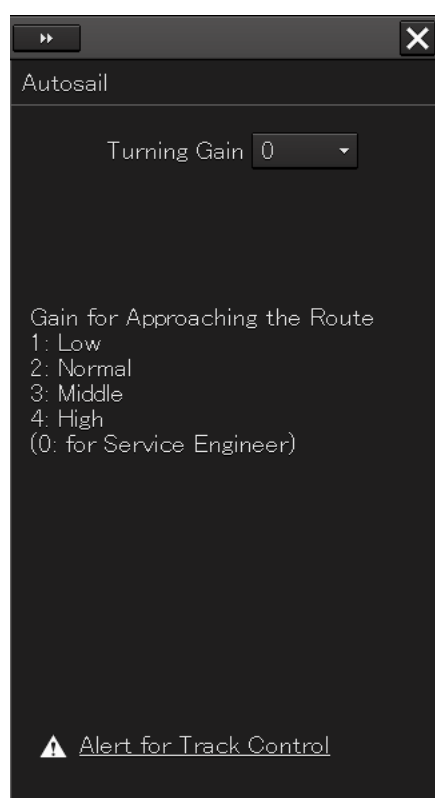 Autosail
Turning Gain 0
Gain for Approaching the Route
1: Low
2: Normal
3: Middle
4: High
(0: for Service Engineer)
Alert for Track Control